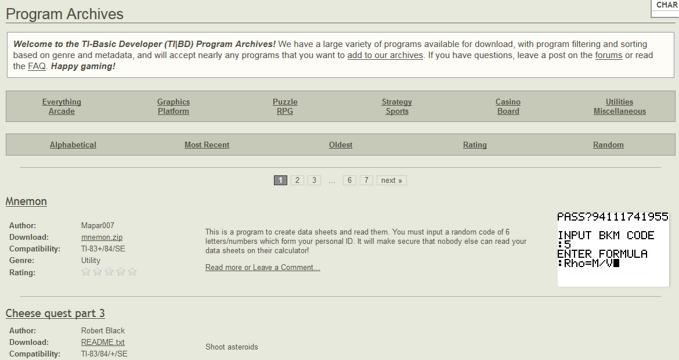 CHAR
Program Archives
Welcome to the TI-Basic Developer (TI|BD) Program Archives! We have a large variety of programs available for download, with program filtering and sorting
based on genre and metadata, and will accept nearly any programs that you want to add to our archives. If you have questions, leave a post on the forums or read
the FAQ. Happy gaming!
Everything Graphics Puzzle Strategy Casino Utilities
Arcade Platform RPG Sports Board Miscellaneous
Alphabetical Most Recent Oldest Rating Random
1 2 3 ... 6 7 next »
Mnemon
Author: Mapar007
Download: mnemon.zip
Compatibility: TI-83+/84/SE
Genre: Utility
Rating:
This is a program to create data sheets and read them. You must input a random code of 6
letters/numbers which form your personal ID. It will make secure that nobody else can read your
data sheets on their calculator!
Read more or Leave a Comment...
PASS?94111741955
INPUT BKM CODE
:5
ENTER FORMULA
:Rho=M/V
Cheese quest part 3
Author: Robert Black
Download: README.txt
Compatibility: TI-83/84/+/SE
Shoot asteroids